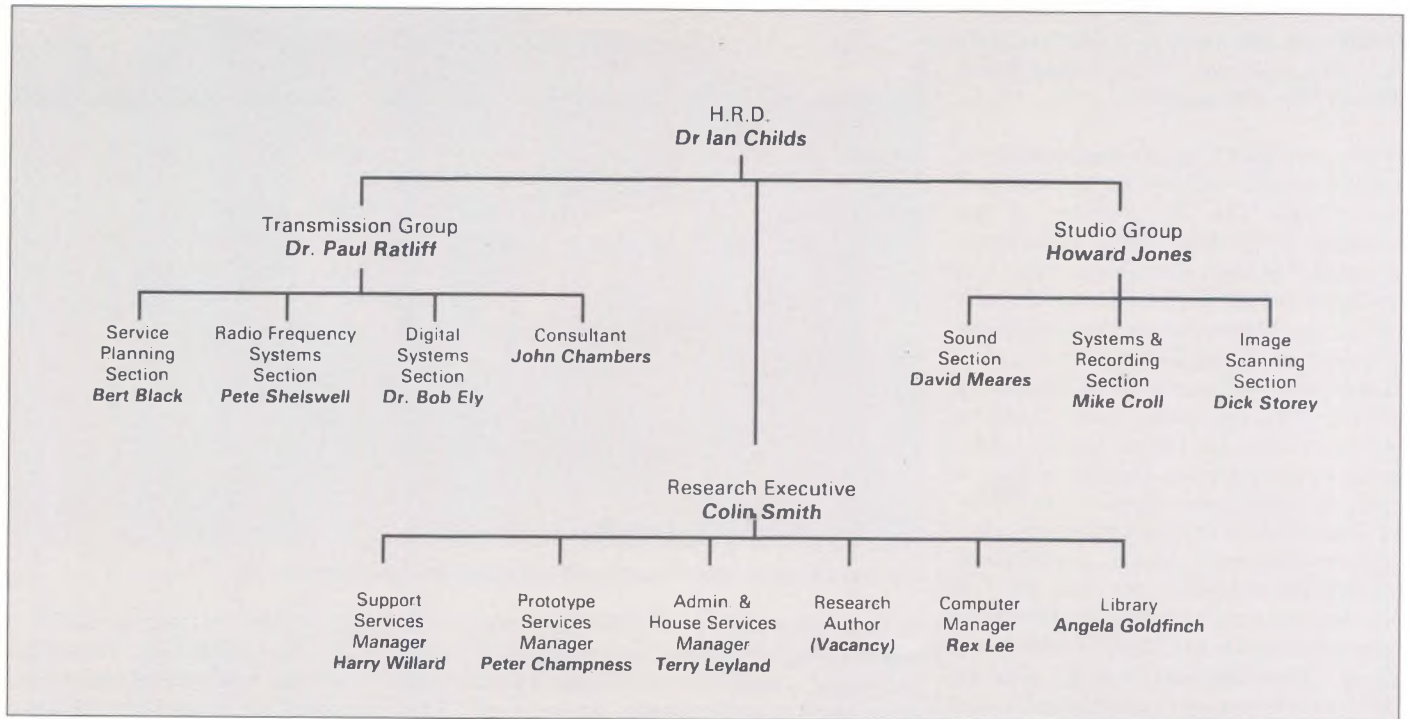 H.R.D.
Dr Ian Childs
Transmission Group
Dr. Paul Ratliff
Studio Group
Howard Jones
Service
Planning
Section
Bert Black
Radio Frequency
Systems
Section
Pete Shelswell
Digital
Systems
Section
Dr. Bob Ely
Consultant
John Chambers
Sound
Section
David Meares
Systems &
Recording
Section
Mike Croll
Image
Scanning
Section
Dick Storey
Research Executive
Colin Smith
Support
Services
Manager
Harry Willard
Prototype
Services
Manager
Peter Champness
Admin. &
House Services
Manager
Terry Leyland
Research
Author
(Vacancy)
Computer
Manager
Rex Lee
Library
Angela Goldfinch